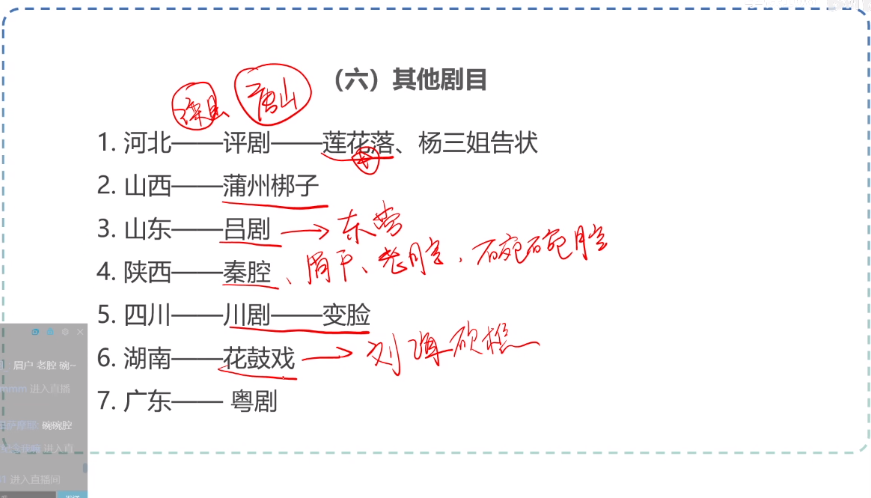 （六）其他剧目
滦县 唐山
1. 河北——评剧——莲花落、杨三姐告状
2. 山西——蒲州梆子
3. 山东——吕剧 → 东营
4. 陕西——秦腔、眉户、老腔、碗碗腔
5. 四川——川剧——变脸
6. 湖南——花鼓戏 → 刘海砍樵
7. 广东—— 粤剧
眉户 老腔 碗~
进入直播
碗碗腔
进入直
进入直播间